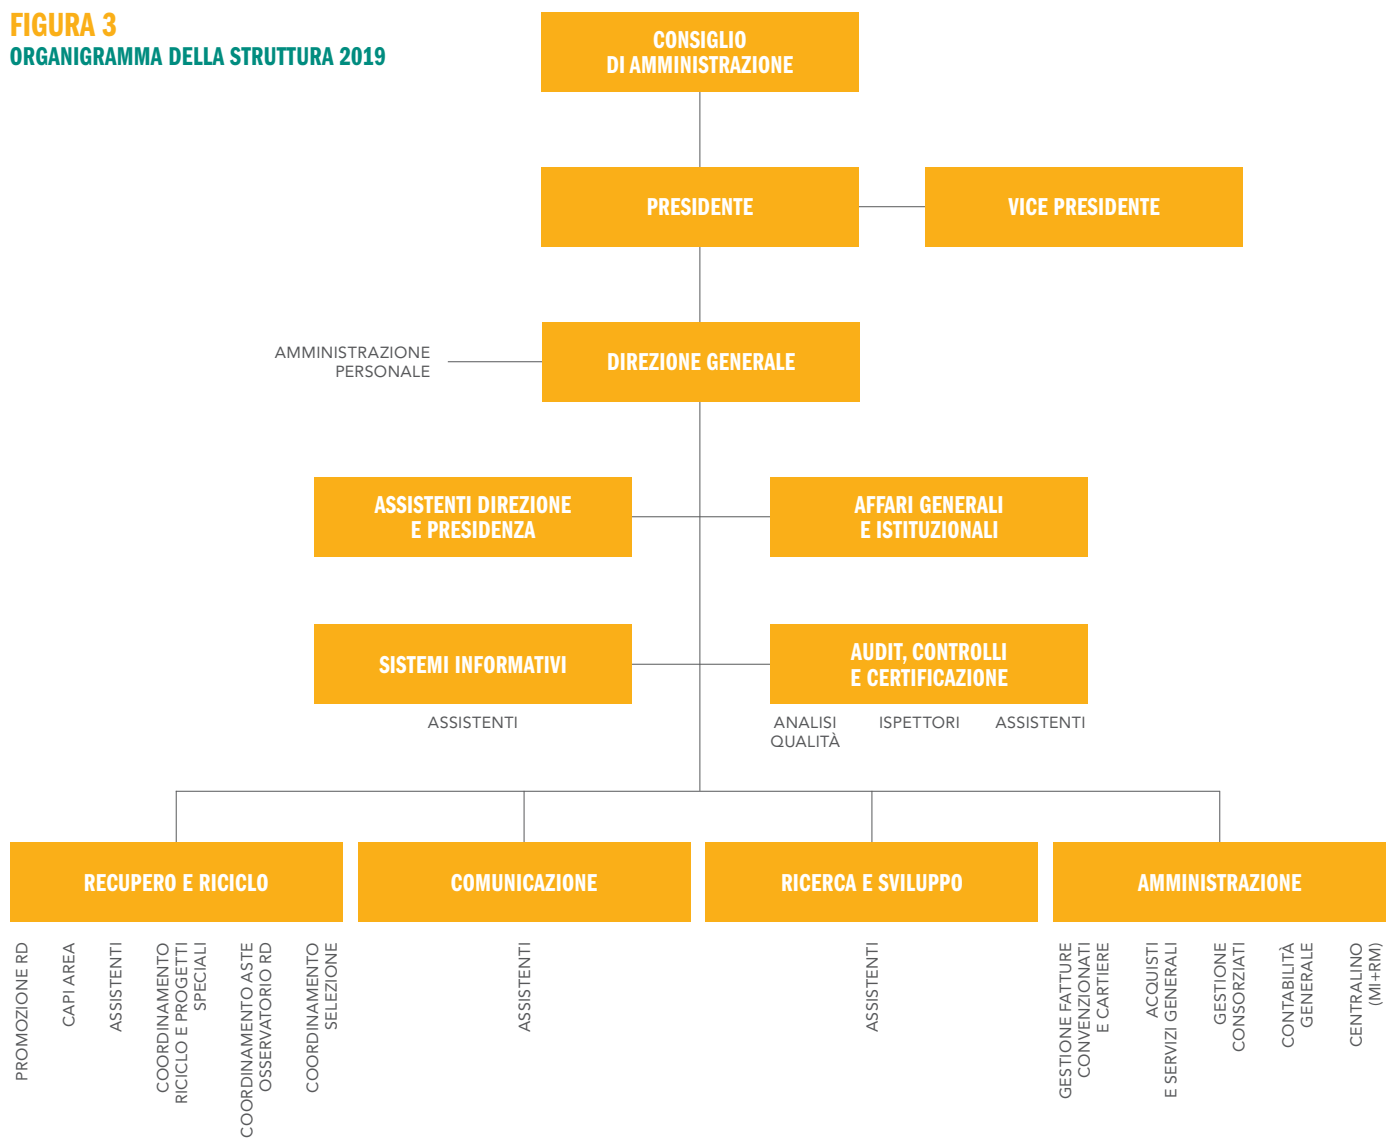 FIGURA 3
ORGANIGRAMMA DELLA STRUTTURA 2019
CONSIGLIO
DI AMMINISTRAZIONE
PRESIDENTE
VICE PRESIDENTE
AMMINISTRAZIONE
PERSONALE
DIREZIONE GENERALE
ASSISTENTI DIREZIONE
E PRESIDENZA
AFFARI GENERALI
E ISTITUZIONALI
SISTEMI INFORMATIVI
ASSISTENTI
AUDIT, CONTROLLI
E CERTIFICAZIONE
ANALISI
QUALITÀ
ISPETTORI
ASSISTENTI
RECUPERO E RICICLO
PROMOZIONE RD
CAPI AREA
ASSISTENTI
COORDINAMENTO
RICICLO E PROGETTI
SPECIALI
COORDINAMENTO ASTE
OSSERVATORIO RD
COORDINAMENTO
SELEZIONE
COMUNICAZIONE
ASSISTENTI
RICERCA E SVILUPPO
ASSISTENTI
AMMINISTRAZIONE
GESTIONE FATTURE
CONVENZIONATI
E CARTIERE
ACQUISTI
E SERVIZI GENERALI
GESTIONE
CONSORZIATI
CONTABILITÀ
GENERALE
CENTRALINO
(MI+RM)